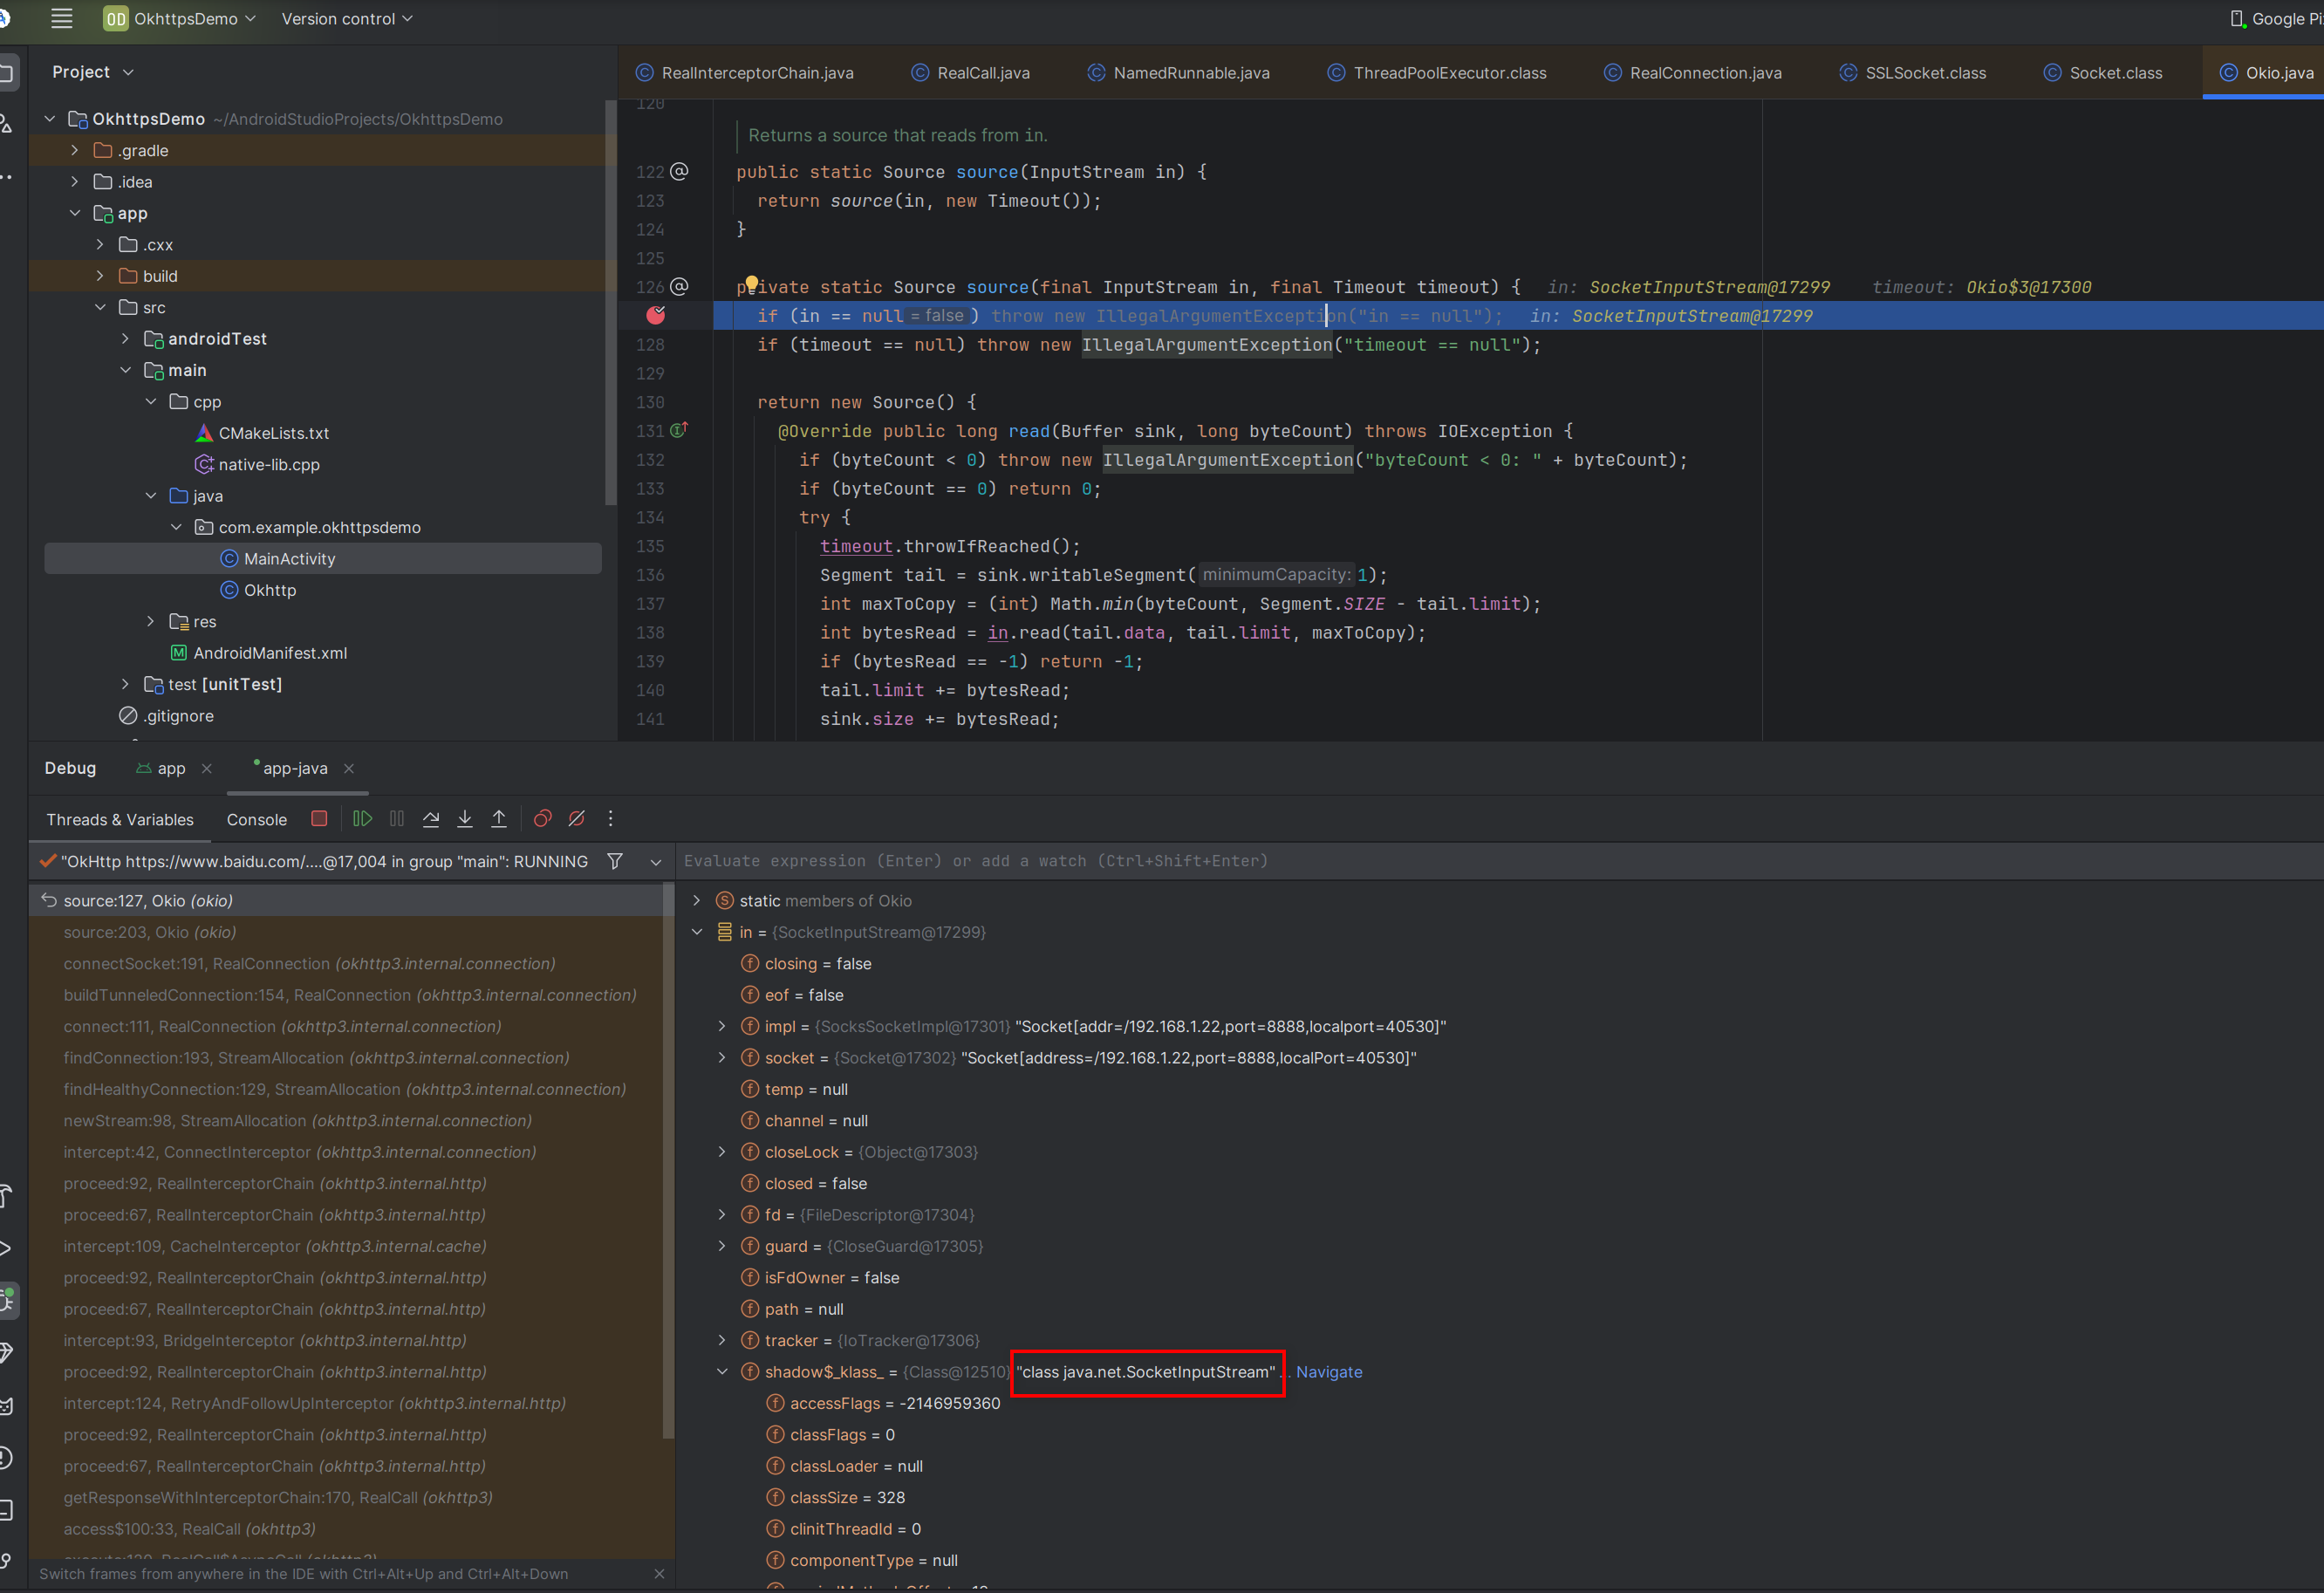 OD OkhttpsDemo Version control Google Pi
Project
RealInterceptorChain.java RealCall.java NamedRunnable.java ThreadPoolExecutor.class RealConnection.java SSLSocket.class Socket.class Okio.java
OkhttpsDemo ~/AndroidStudioProjects/OkhttpsDemo
.gradle
.idea
app
.cxx
build
src
androidTest
main
cpp
CMakeLists.txt
native-lib.cpp
java
com.example.okhttpsdemo
MainActivity
Okhttp
res
AndroidManifest.xml
test [unitTest]
.gitignore
120
Returns a source that reads from in.
122 public static Source source(InputStream in) {
123 return source(in, new Timeout());
124 }
125
126 private static Source source(final InputStream in, final Timeout timeout) { in: SocketInputStream@17299 timeout: Okio$3@17300
if (in == null = false ) throw new IllegalArgumentException("in == null"); in: SocketInputStream@17299
128 if (timeout == null) throw new IllegalArgumentException("timeout == null");
129
130 return new Source() {
131 @Override public long read(Buffer sink, long byteCount) throws IOException {
132 if (byteCount < 0) throw new IllegalArgumentException("byteCount < 0: " + byteCount);
133 if (byteCount == 0) return 0;
134 try {
135 timeout.throwIfReached();
136 Segment tail = sink.writableSegment( minimumCapacity: 1);
137 int maxToCopy = (int) Math.min(byteCount, Segment.SIZE - tail.limit);
138 int bytesRead = in.read(tail.data, tail.limit, maxToCopy);
139 if (bytesRead == -1) return -1;
140 tail.limit += bytesRead;
141 sink.size += bytesRead;
Debug app app-java
Threads & Variables Console
"OkHttp https://www.baidu.com/....@17,004 in group "main": RUNNING
Evaluate expression (Enter) or add a watch (Ctrl+Shift+Enter)
source:127, Okio (okio)
source:203, Okio (okio)
connectSocket:191, RealConnection (okhttp3.internal.connection)
buildTunneledConnection:154, RealConnection (okhttp3.internal.connection)
connect:111, RealConnection (okhttp3.internal.connection)
findConnection:193, StreamAllocation (okhttp3.internal.connection)
findHealthyConnection:129, StreamAllocation (okhttp3.internal.connection)
newStream:98, StreamAllocation (okhttp3.internal.connection)
intercept:42, ConnectInterceptor (okhttp3.internal.connection)
proceed:92, RealInterceptorChain (okhttp3.internal.http)
proceed:67, RealInterceptorChain (okhttp3.internal.http)
intercept:109, CacheInterceptor (okhttp3.internal.cache)
proceed:92, RealInterceptorChain (okhttp3.internal.http)
proceed:67, RealInterceptorChain (okhttp3.internal.http)
intercept:93, BridgeInterceptor (okhttp3.internal.http)
proceed:92, RealInterceptorChain (okhttp3.internal.http)
intercept:124, RetryAndFollowUpInterceptor (okhttp3.internal.http)
proceed:92, RealInterceptorChain (okhttp3.internal.http)
proceed:67, RealInterceptorChain (okhttp3.internal.http)
getResponseWithInterceptorChain:170, RealCall (okhttp3)
access$100:33, RealCall (okhttp3)
Switch frames from anywhere in the IDE with Ctrl+Alt+Up and Ctrl+Alt+Down
static members of Okio
in = {SocketInputStream@17299}
closing = false
eof = false
impl = {SocksSocketImpl@17301} "Socket[addr=/192.168.1.22,port=8888,localport=40530]"
socket = {Socket@17302} "Socket[address=/192.168.1.22,port=8888,localPort=40530]"
temp = null
channel = null
closeLock = {Object@17303}
closed = false
fd = {FileDescriptor@17304}
guard = {CloseGuard@17305}
isFdOwner = false
path = null
tracker = {IoTracker@17306}
shadow$_klass_ = {Class@12510} "class java.net.SocketInputStream" ... Navigate
accessFlags = -2146959360
classFlags = 0
classLoader = null
classSize = 328
clinitThreadId = 0
componentType = null